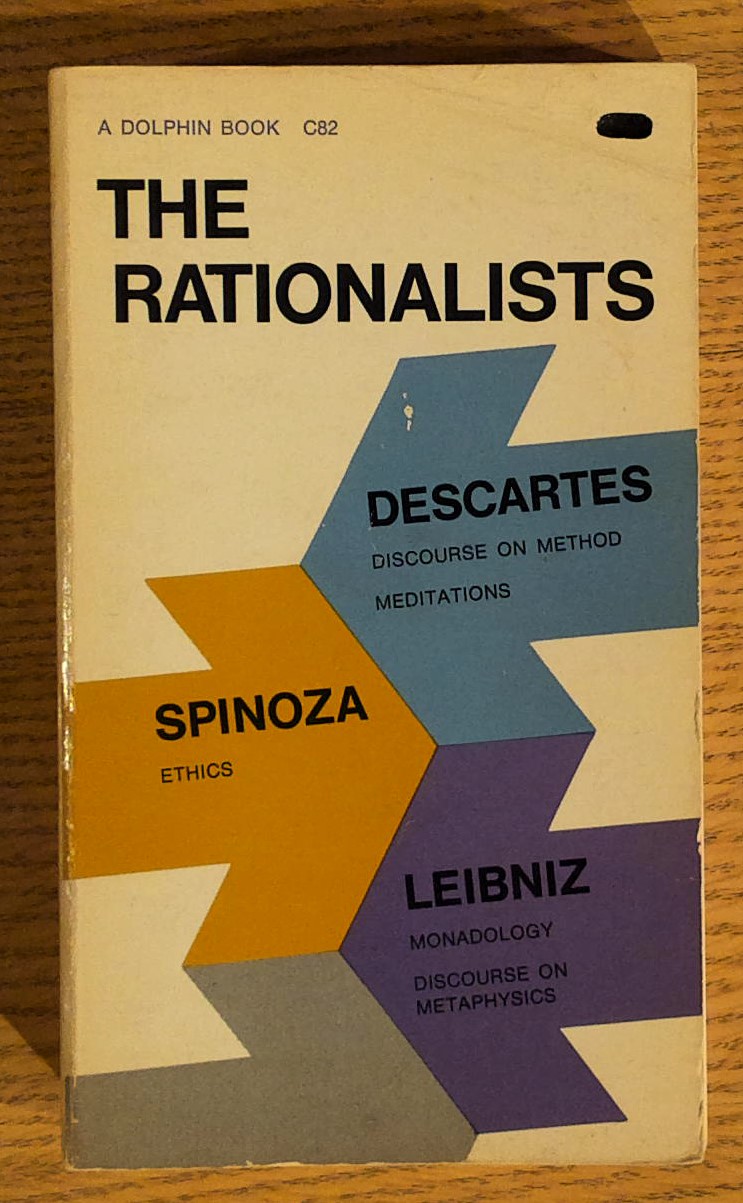 A DOLPHIN BOOK C82
THE
RATIONALISTS
DESCARTES
DISCOURSE ON METHOD
MEDITATIONS
SPINOZA
ETHICS
LEIBNIZ
MONADOLOGY
DISCOURSE ON
METAPHYSICS